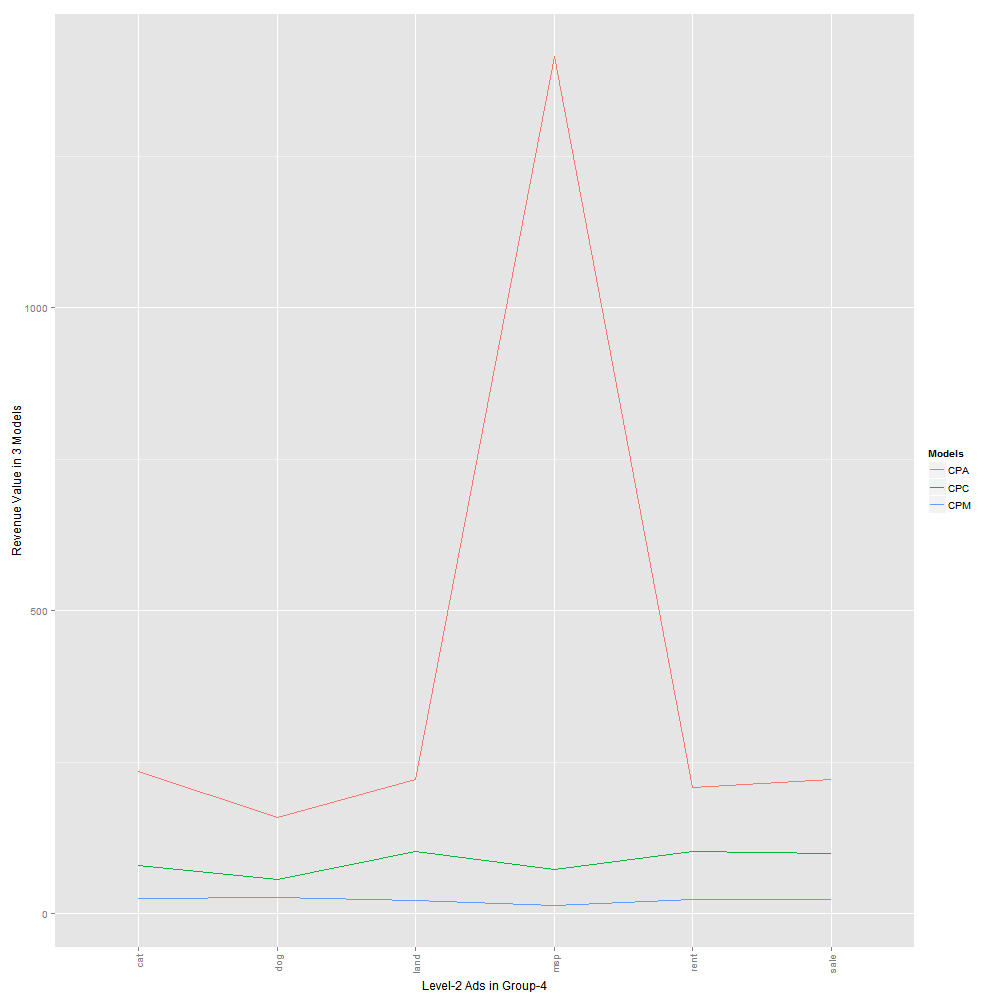 Revenue Value in 3 Models
1000
500
0
cat
dog
land
msp
rent
sale
Level-2 Ads in Group-4
Models
CPA
CPC
CPM